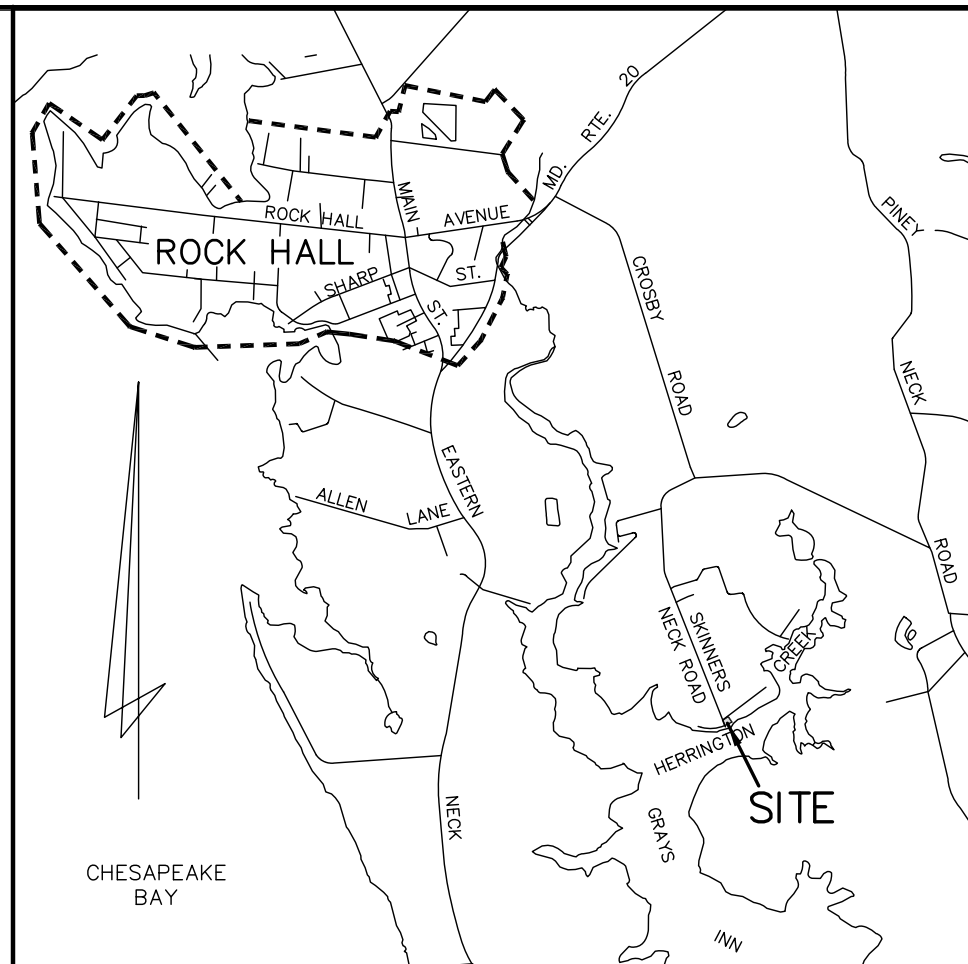 MD. RTE. 20
PINEY
NECK
ROAD
MAIN
ST.
ROCK HALL AVENUE
ROCK HALL
SHARP ST.
CROSBY
ROAD
EASTERN
NECK
ALLEN LANE
SKINNERS
NECK ROAD
CREEK
HERRINGTON
SITE
GRAYS
INN
CHESAPEAKE
BAY